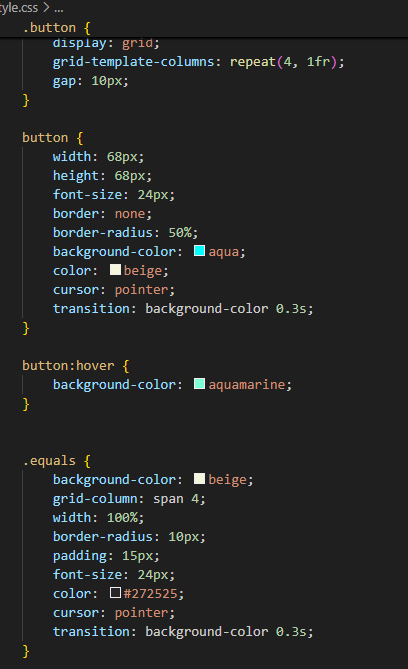 tyle.css > ...
.button {
display: grid;
grid-template-columns: repeat(4, 1fr);
gap: 10px;
}
button {
width: 68px;
height: 68px;
font-size: 24px;
border: none;
border-radius: 50%;
background-color: aqua;
color: beige;
cursor: pointer;
transition: background-color 0.3s;
}
button:hover {
background-color: aquamarine;
}
.equals {
background-color: beige;
grid-column: span 4;
width: 100%;
border-radius: 10px;
padding: 15px;
font-size: 24px;
color: #272525;
cursor: pointer;
transition: background-color 0.3s;
}